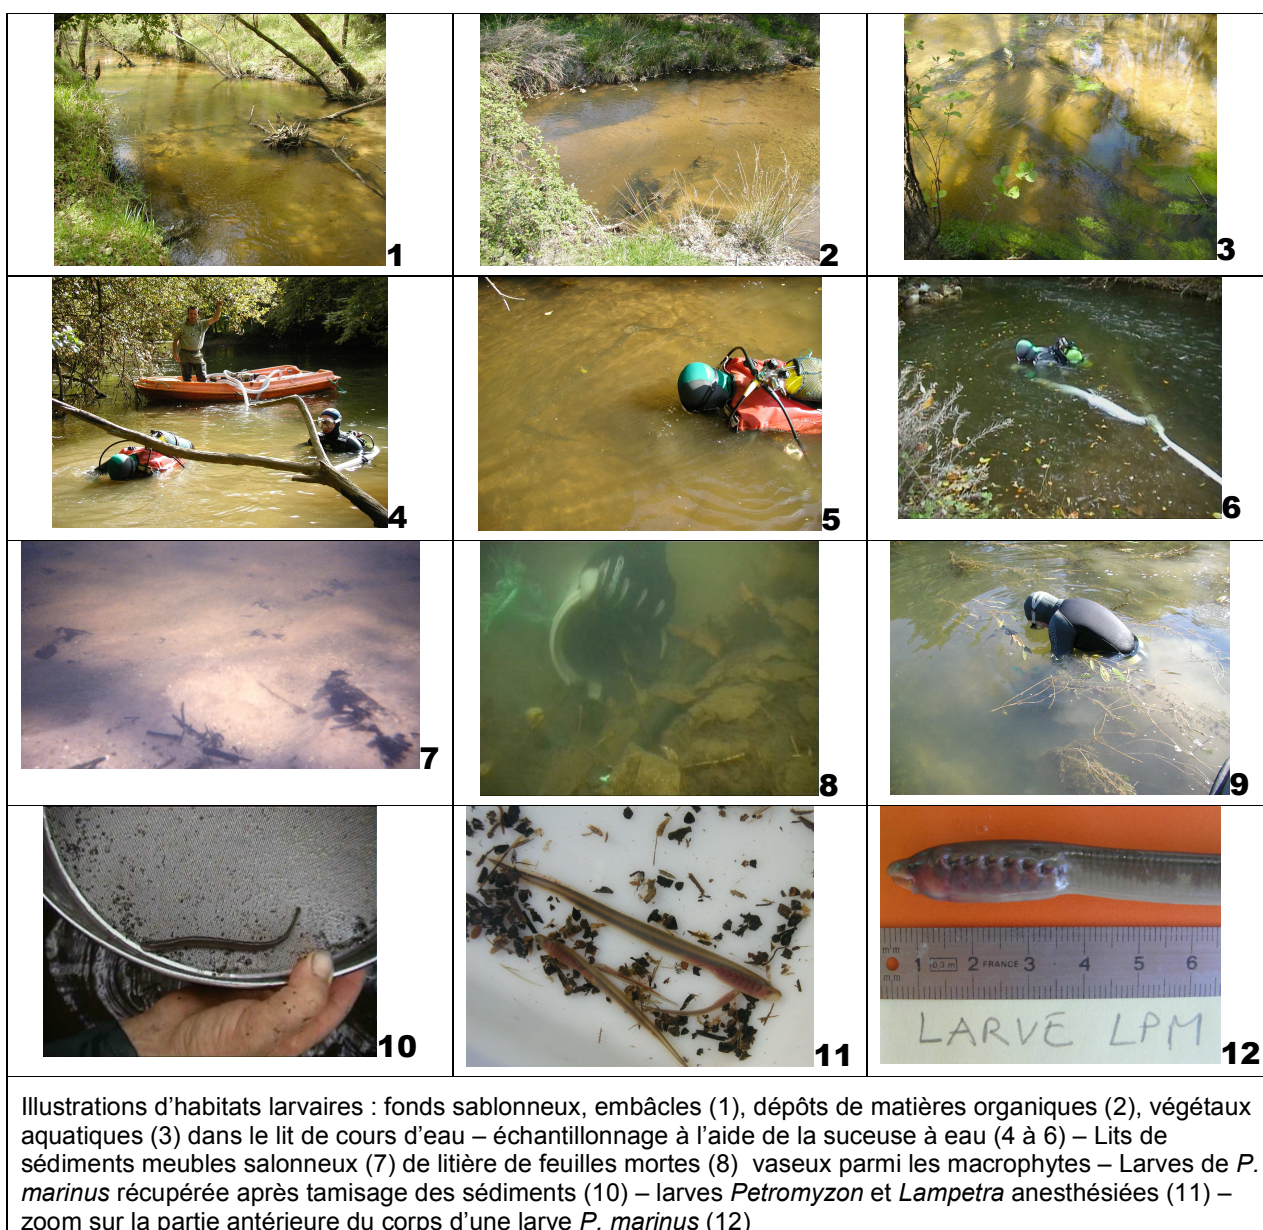 1
2
3
4
5
6
7
8
9
10
11
mm
mm
1 0.3 m 2 FRANCE 3 4 5 6
LARVE LPM
12
Illustrations d'habitats larvaires : fonds sablonneux, embâcles (1), dépôts de matières organiques (2), végétaux
aquatiques (3) dans le lit de cours d'eau – échantillonnage à l'aide de la suceuse à eau (4 à 6) – Lits de
sédiments meubles salonneux (7) de litière de feuilles mortes (8) vaseux parmi les macrophytes – Larves de P.
marinus récupérée après tamisage des sédiments (10) – larves Petromyzon et Lampetra anesthésiées (11) –
zoom sur la partie antérieure du corps d'une larve P. marinus (12)